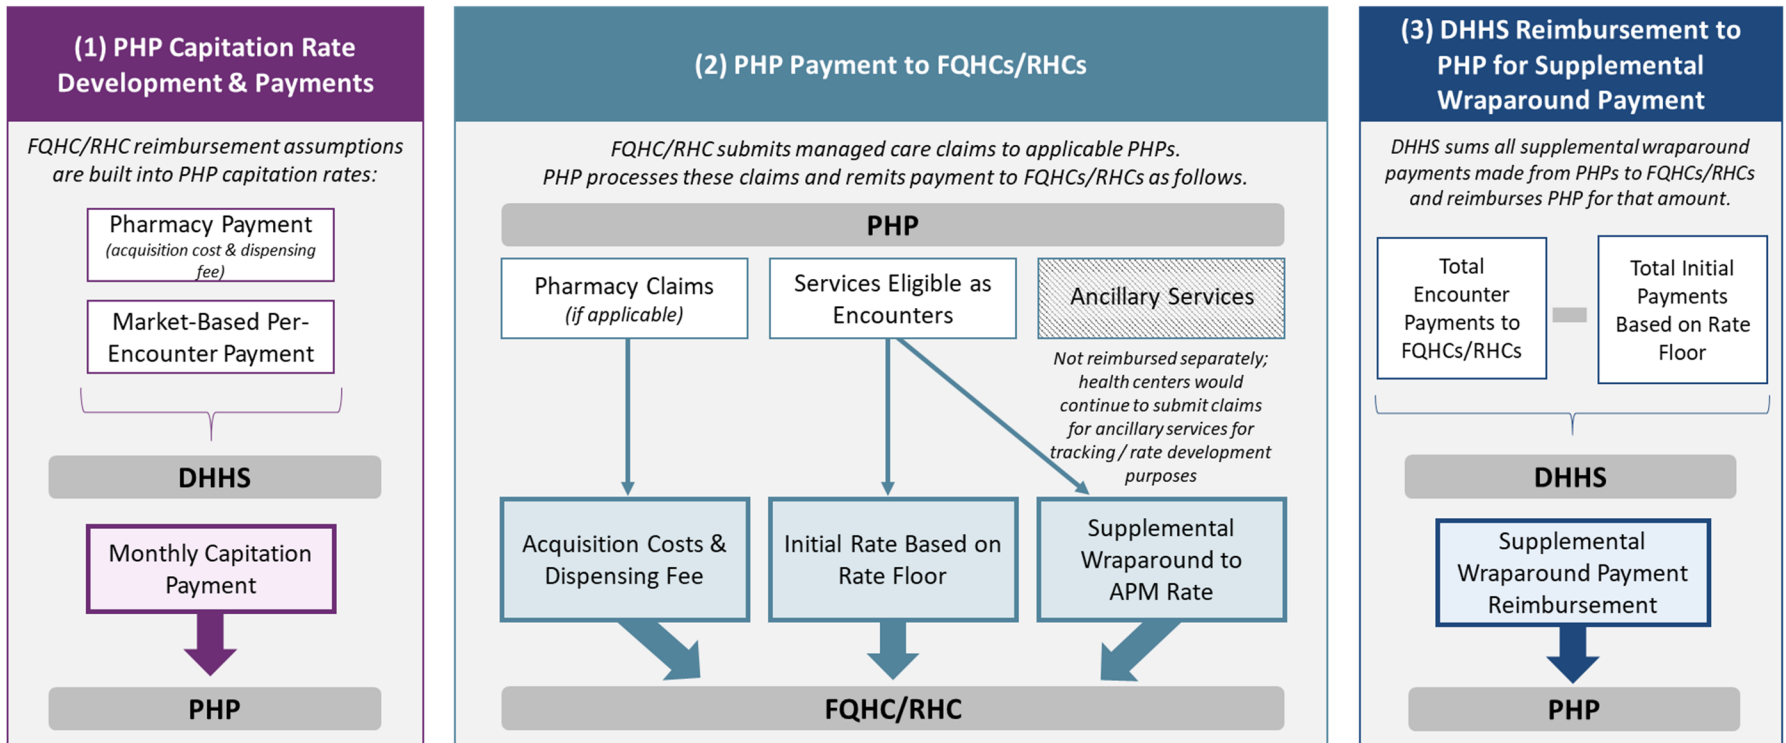 (1) PHP Capitation Rate
Development & Payments
FQHC/RHC reimbursement assumptions
are built into PHP capitation rates:
Pharmacy Payment
(acquisition cost & dispensing
fee)
Market-Based Per-
Encounter Payment
DHHS
Monthly Capitation
Payment
PHP
(2) PHP Payment to FQHCs/RHCs
FQHC/RHC submits managed care claims to applicable PHPs.
PHP processes these claims and remits payment to FQHCs/RHCs as follows.
PHP
Pharmacy Claims
(if applicable)
Services Eligible as
Encounters
Ancillary Services
Not reimbursed separately;
health centers would
continue to submit claims
for ancillary services for
tracking / rate development
purposes
Acquisition Costs &
Dispensing Fee
Initial Rate Based on
Rate Floor
Supplemental
Wraparound to
APM Rate
FQHC/RHC
(3) DHHS Reimbursement to
PHP for Supplemental
Wraparound Payment
DHHS sums all supplemental wraparound
payments made from PHPs to FQHCs/RHCs
and reimburses PHP for that amount.
Total
Encounter
Payments to
FQHCs/RHCs
Total Initial
Payments
Based on Rate
Floor
DHHS
Supplemental
Wraparound Payment
Reimbursement
PHP